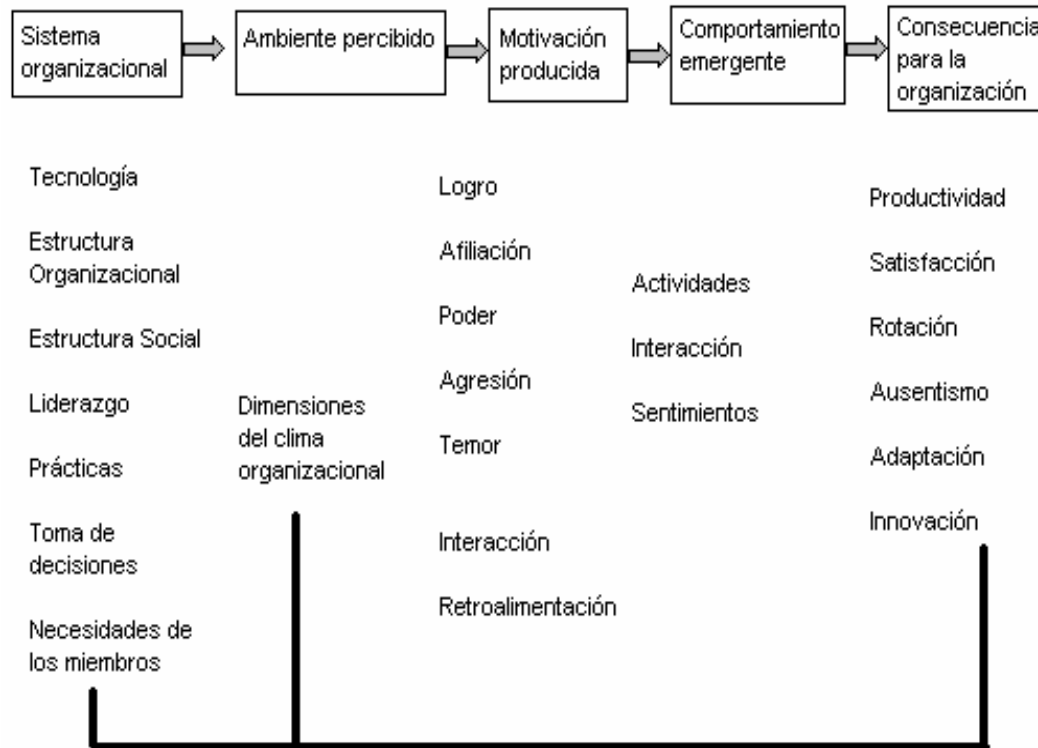 Sistema
organizacional
Ambiente percibido
Motivación
producida
Comportamiento
emergente
Consecuencia
para la
organización
Tecnología
Estructura
Organizacional
Estructura Social
Liderazgo
Prácticas
Toma de
decisiones
Necesidades de
los miembros
Dimensiones
del clima
organizacional
Logro
Afiliación
Poder
Agresión
Temor
Interacción
Retroalimentación
Actividades
Interacción
Sentimientos
Productividad
Satisfacción
Rotación
Ausentismo
Adaptación
Innovación